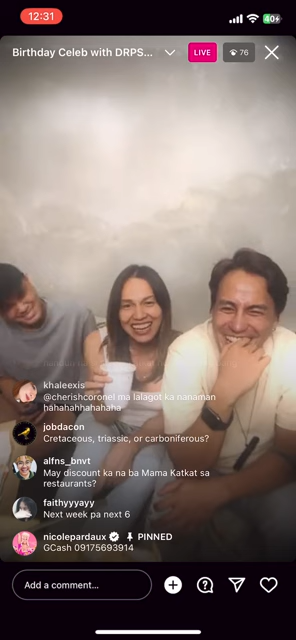 12:31
40
Birthday Celeb with DRPS...
LIVE
76
khaleexis
@cherishcoronel ma lalagot ka nanaman
hahahahhahahaha
jobdacon
Cretaceous, triassic, or carboniferous?
alfns_bnvt
May discount ka na ba Mama Katkat sa
restaurants?
faithyyyayy
Next week pa next 6
nicolepardaux PINNED
GCash 09175693914
Add a comment...